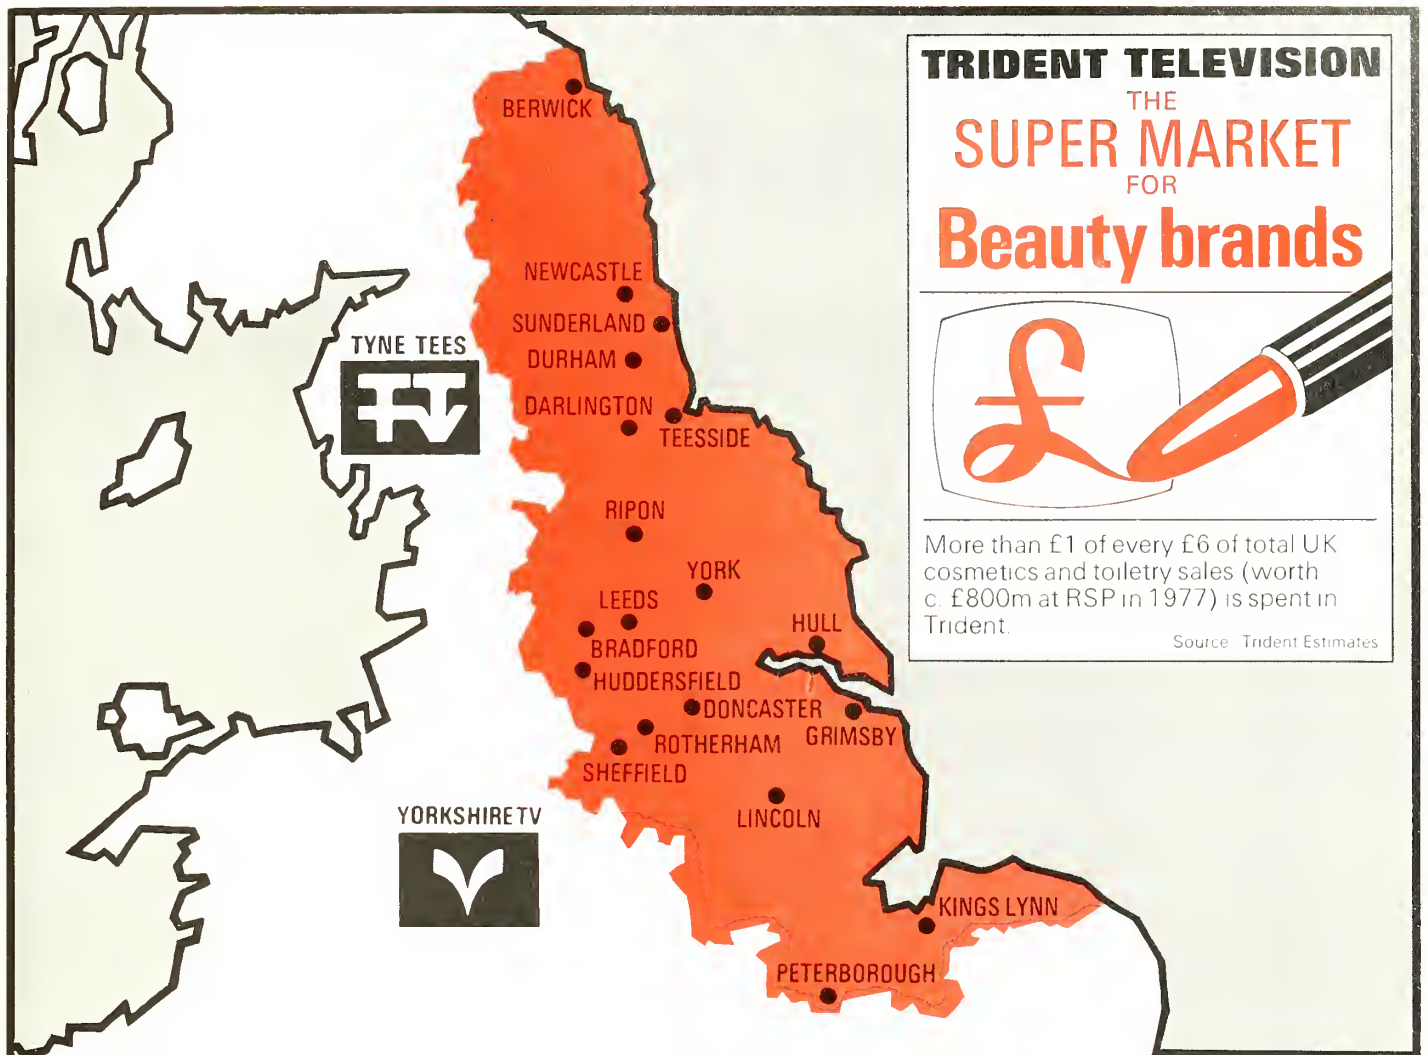 TRIDENT TELEVISION
THE
SUPER MARKET
FOR
Beauty brands
£
More than £1 of every £6 of total UK
cosmetics and toiletry sales (worth
c. £800m at RSP in 1977) is spent in
Trident.
Source Trident Estimates
BERWICK
NEWCASTLE
SUNDERLAND
DURHAM
DARLINGTON
TEESSIDE
TYNE TEES
TTTV
RIPON
YORK
LEEDS
BRADFORD
HULL
HUDDERSFIELD
DONCASTER
GRIMSBY
ROTHERHAM
SHEFFIELD
LINCOLN
YORKSHIRE TV
KINGS LYNN
PETERBOROUGH